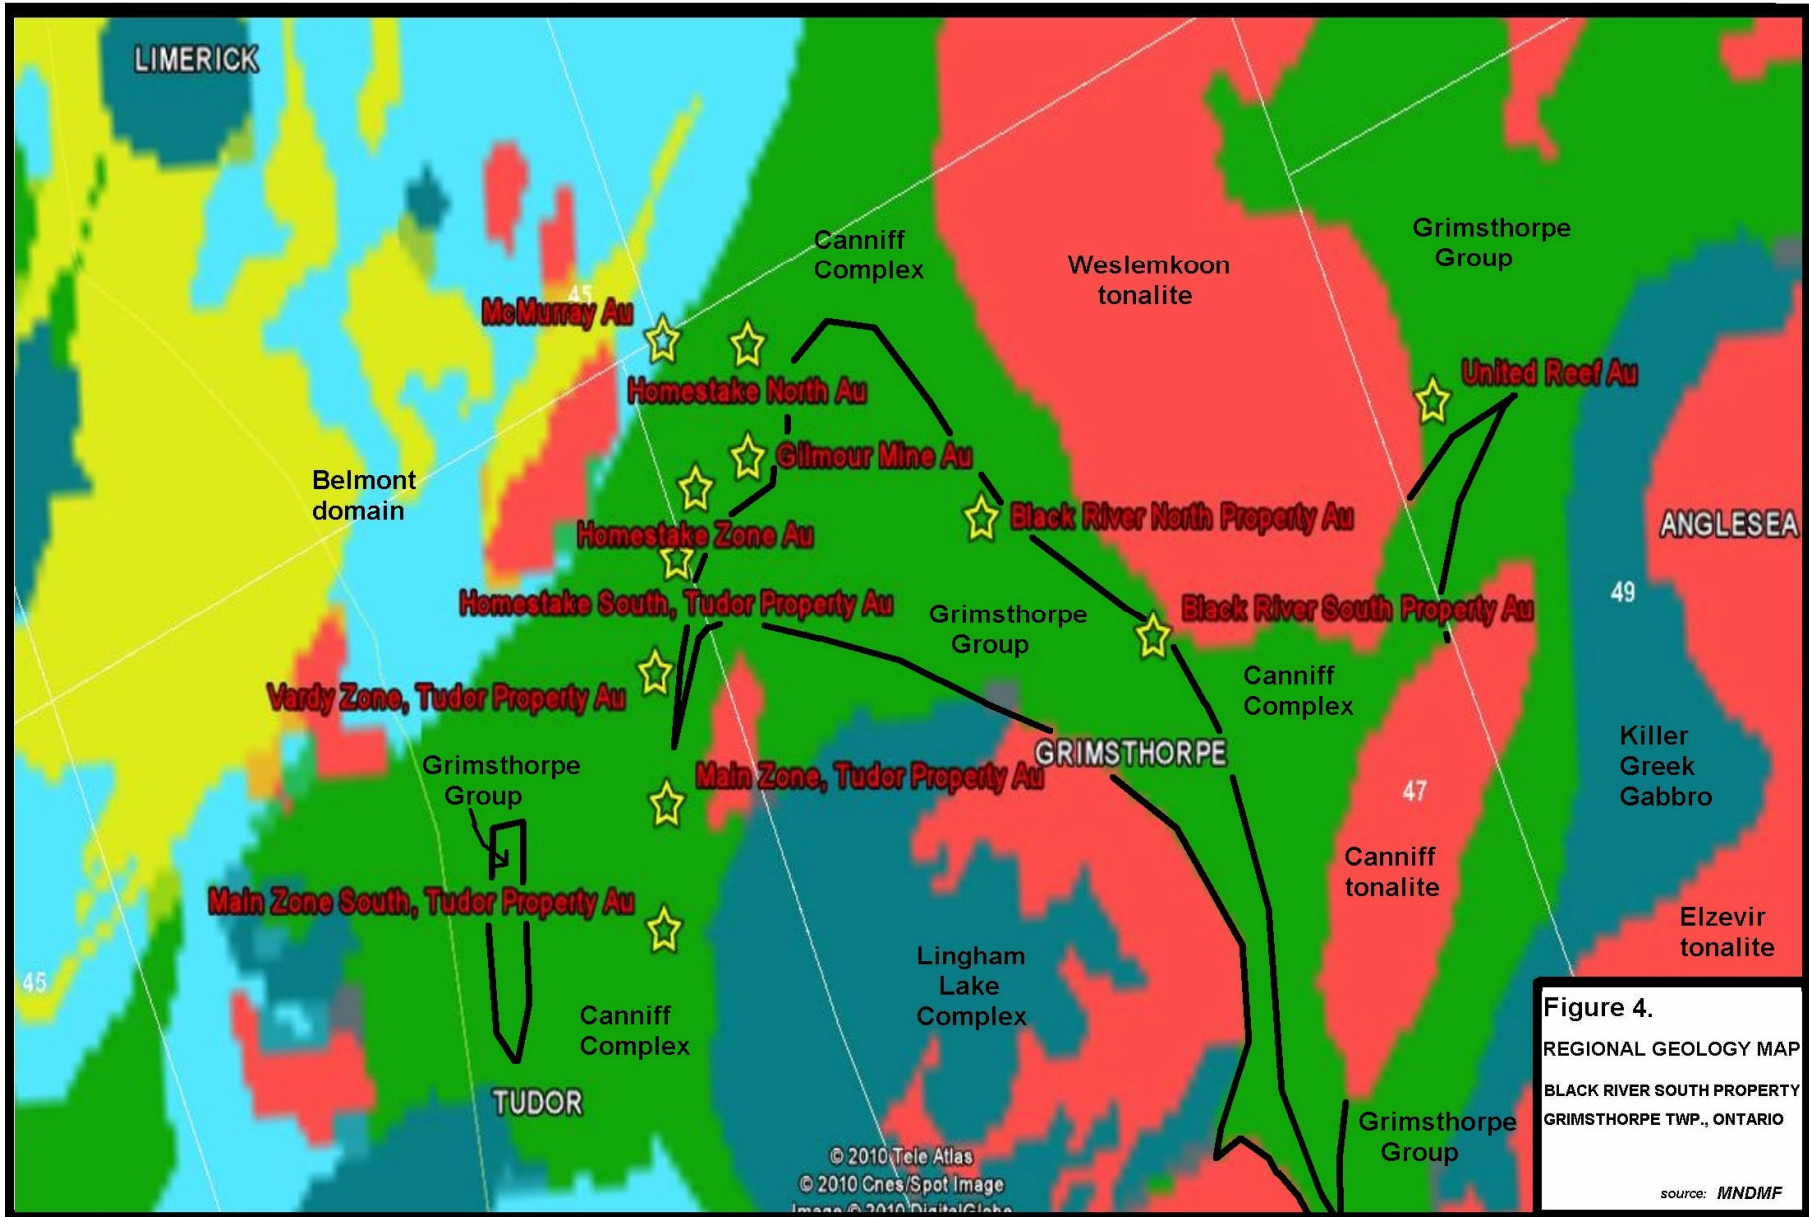 LIMERICK
Canniff
Complex
Weslemkoon
tonalite
Grimsthorpe
Group
45
McMurray Au
Homestake North Au
United Reef Au
Belmont
domain
Gilmour Mine Au
Homestake Zone Au
Black River North Property Au
ANGLESEA
49
Homestake South, Tudor Property Au
Grimsthorpe
Group
Black River South Property Au
Vardy Zone, Tudor Property Au
Canniff
Complex
Killer
Greek
Gabbro
GRIMSTHORPE
Grimsthorpe
Group
Main Zone, Tudor Property Au
47
Canniff
tonalite
Main Zone South, Tudor Property Au
Elzevir
tonalite
Lingham
Lake
Complex
45
Canniff
Complex
TUDOR
Grimsthorpe
Group
© 2010 Tele Atlas
© 2010 Cnes/Spot Image
Image © 2010 DigitalGlobe
Figure 4.
REGIONAL GEOLOGY MAP
BLACK RIVER SOUTH PROPERTY
GRIMSTHORPE TWP., ONTARIO
source: MNDMF